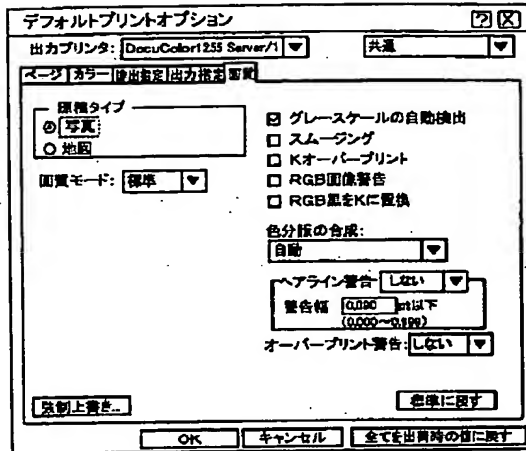 デフォルトプリントオプション
出力プリンタ: DocuColor1255 Server/1 共通
ページ カラー 排出指定 出力指定 画質
原稿タイプ
写真
地図
画質モード: 標準
グレースケールの自動検出
スムージング
Kオーバープリント
RGB画像警告
RGB黒をKに置換
色分版の合成:
自動
ヘアライン警告 しない
警告幅 0.090 pt以下
(0.000～0.199)
オーバープリント警告: しない
強制上書き...
標準に戻す
OK キャンセル 全てを出荷時の値に戻す